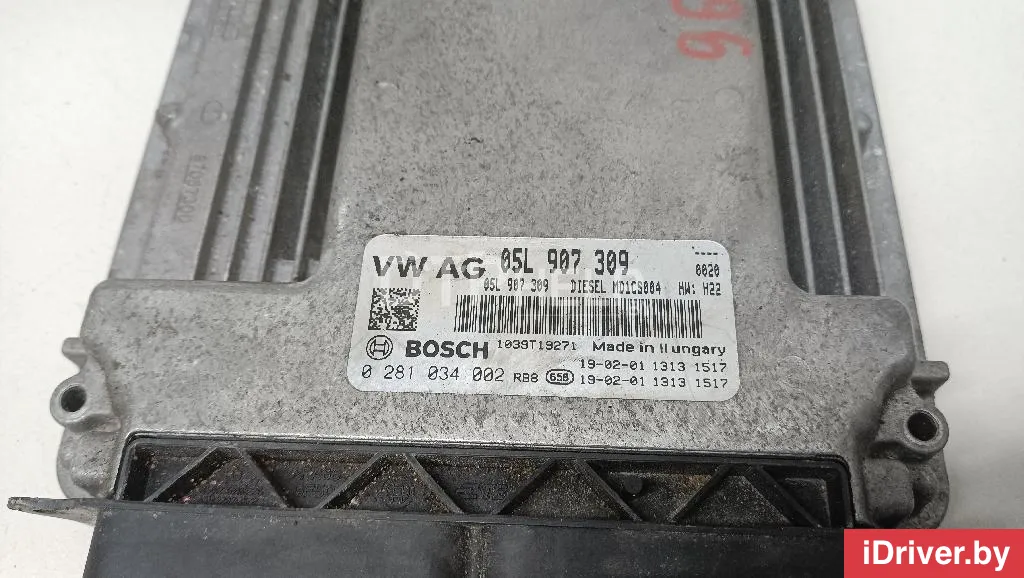 96
VW AG 05L 907 309
0020
05L 907 309 DIESEL MD1CS004 HW: H22
BOSCH 1039T19271 Made in Hungary
19-02-01 1313 1517
0 281 034 002 RB8 658 19-02-01 1313 1517
iDriver.by